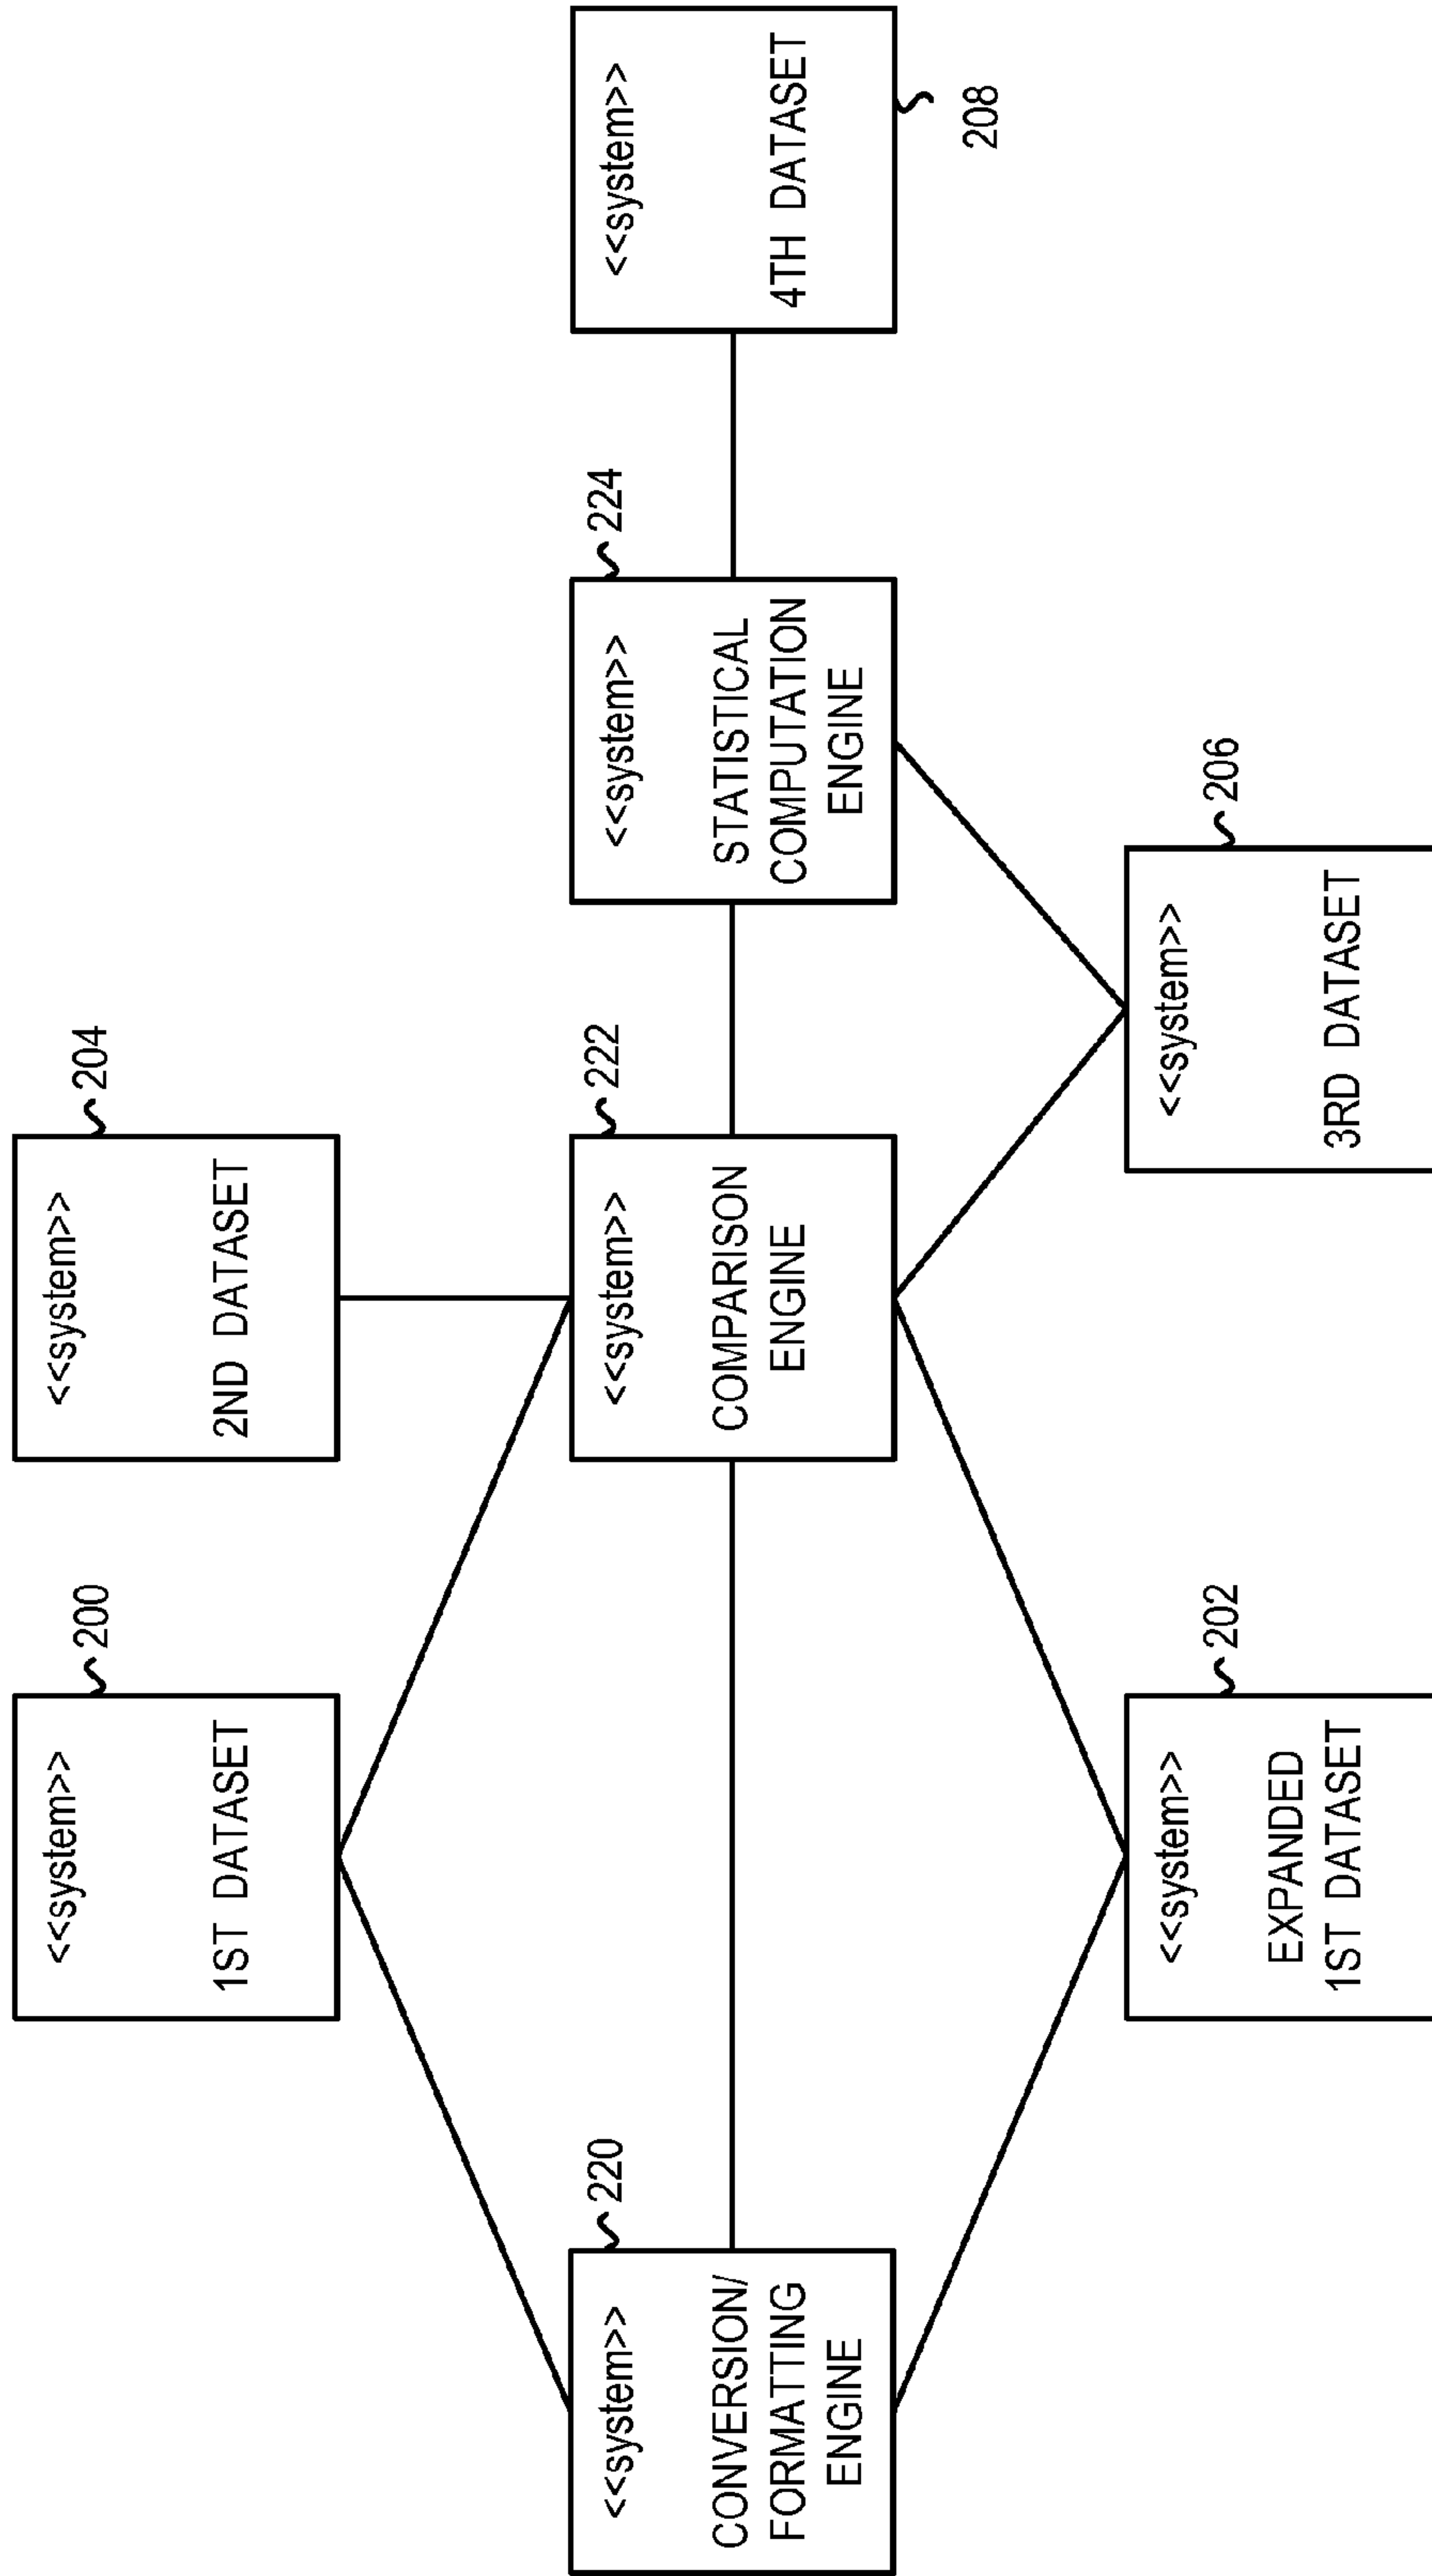 <<system>>
1ST DATASET
200
<<system>>
2ND DATASET
204
<<system>>
CONVERSION/
FORMATTING
ENGINE
220
<<system>>
COMPARISON
ENGINE
222
<<system>>
STATISTICAL
COMPUTATION
ENGINE
224
<<system>>
4TH DATASET
208
<<system>>
EXPANDED
1ST DATASET
202
<<system>>
3RD DATASET
206